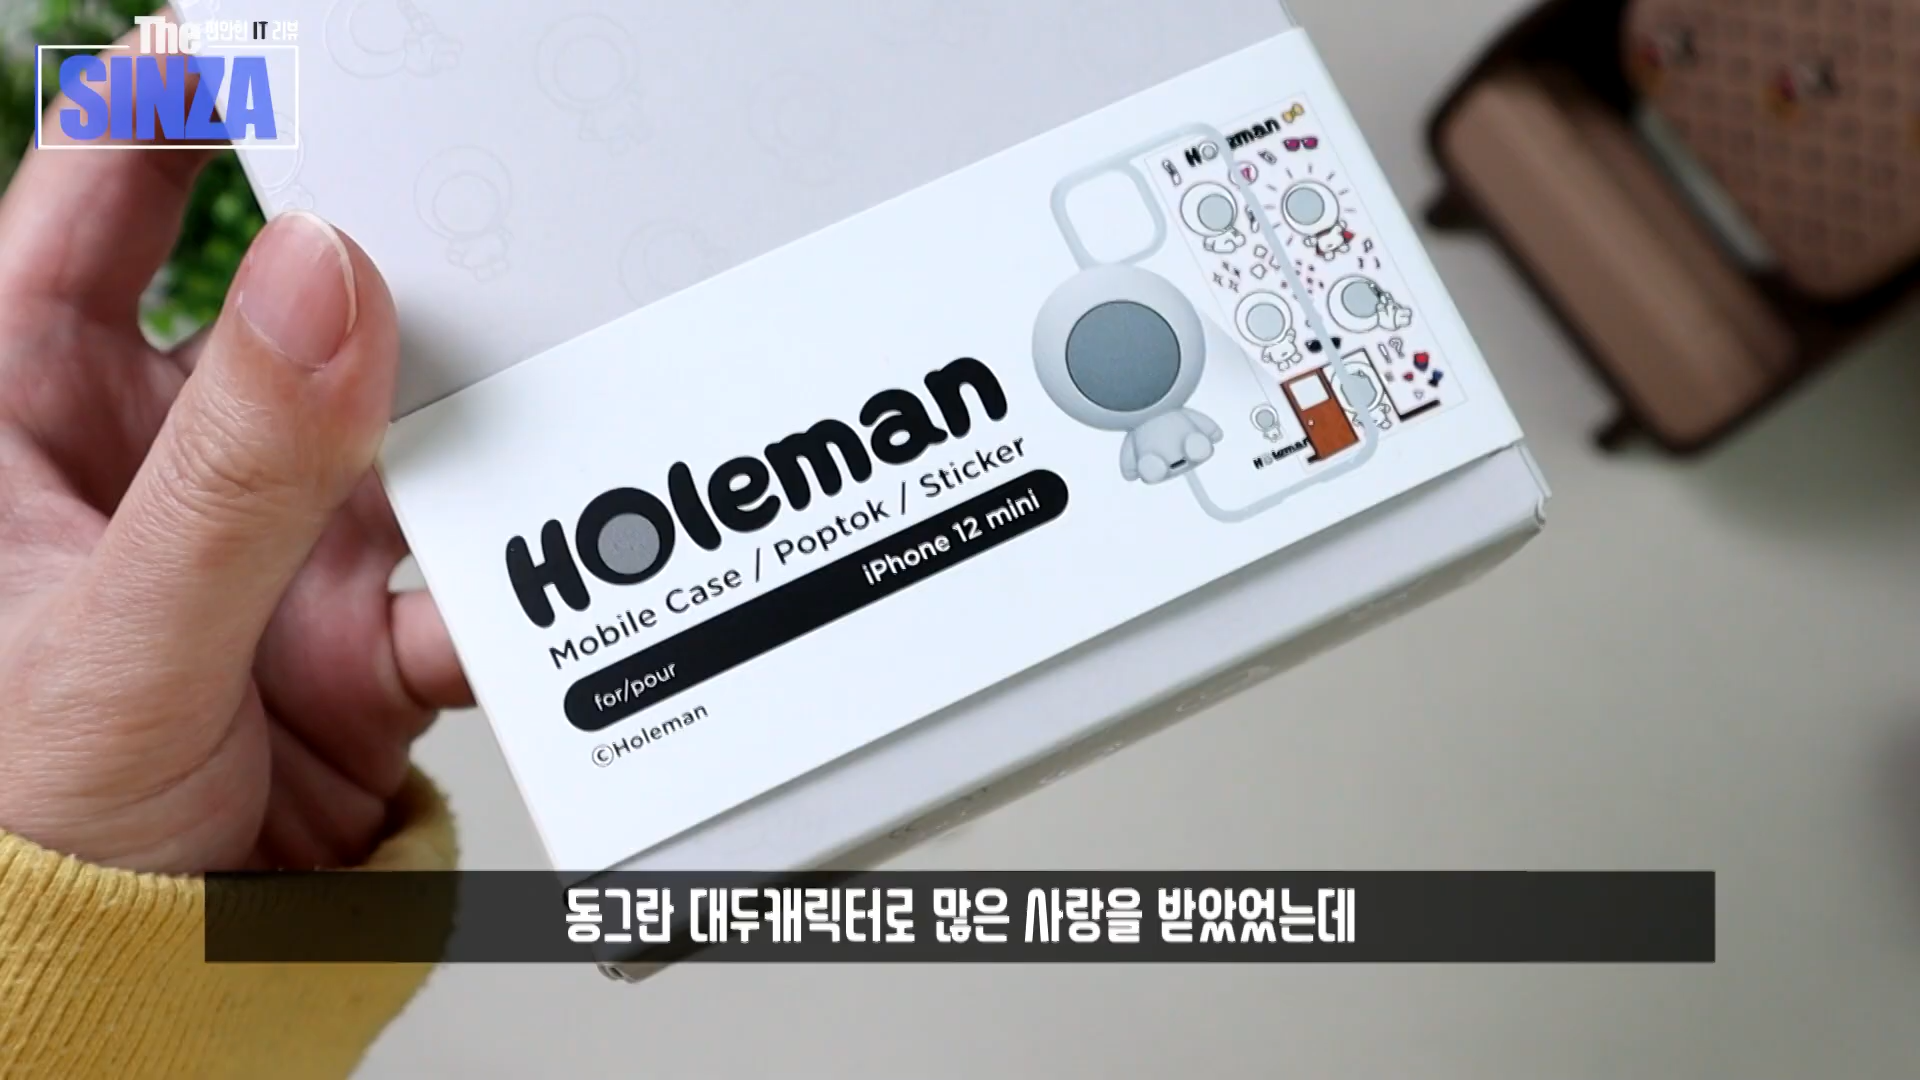 The 편안한 IT 리뷰
SINZA
Holeman
Holeman
Mobile Case / Poptok / Sticker
for/pour iPhone 12 mini
©Holeman
Holeman
동그란 대두캐릭터로 많은 사랑을 받았었는데